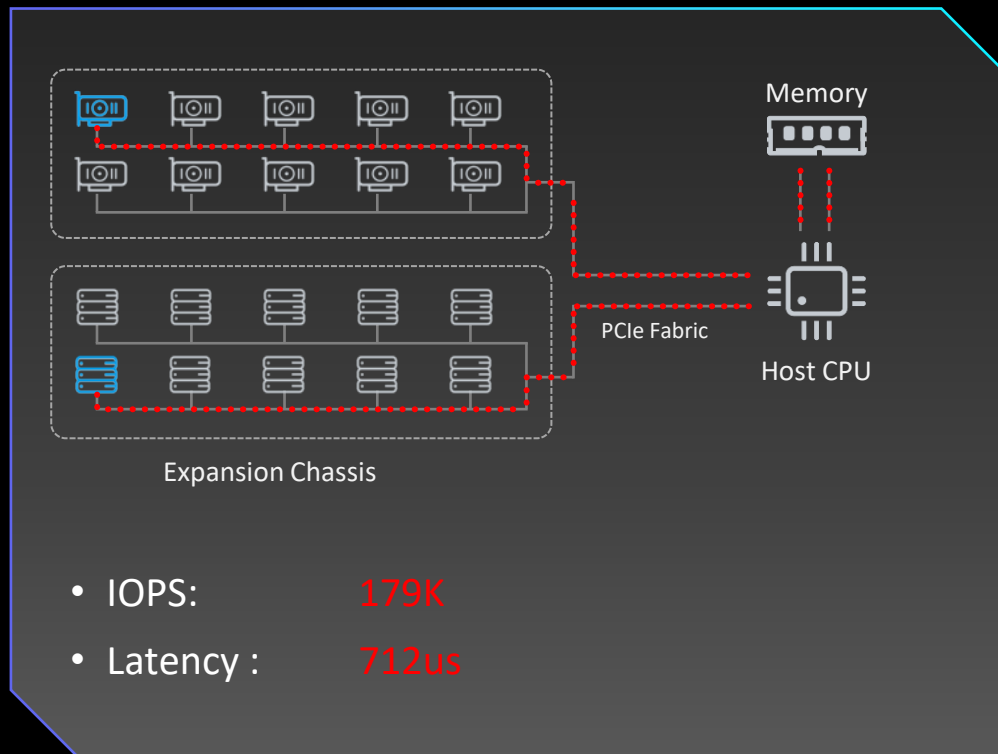 Memory
PCIe Fabric
Host CPU
Expansion Chassis
• IOPS: 179K
• Latency : 712us